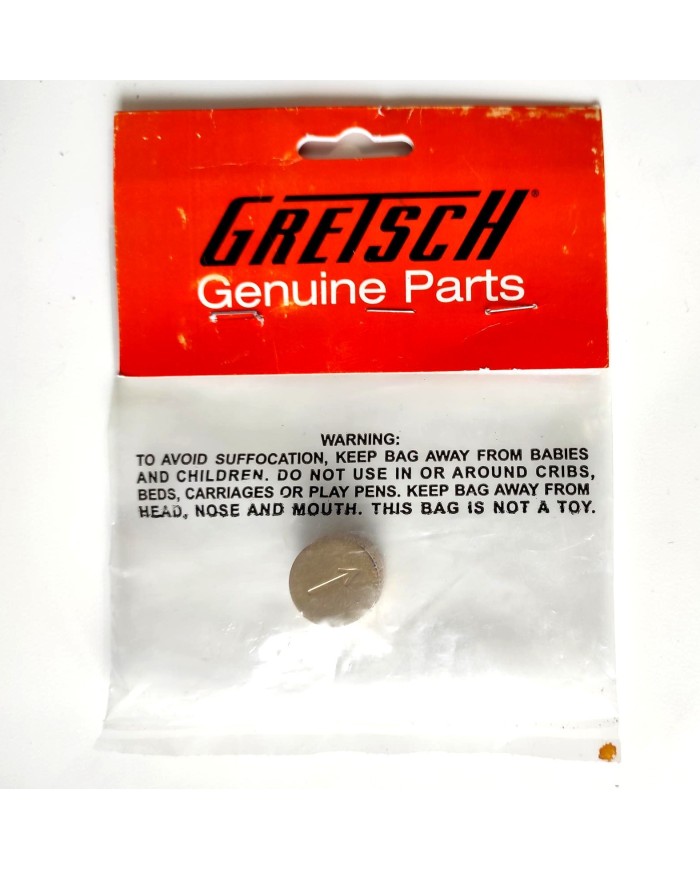 GRETSCH®
Genuine Parts
WARNING:
TO AVOID SUFFOCATION, KEEP BAG AWAY FROM BABIES
AND CHILDREN. DO NOT USE IN OR AROUND CRIBS,
BEDS, CARRIAGES OR PLAY PENS. KEEP BAG AWAY FROM
HEAD, NOSE AND MOUTH. THIS BAG IS NOT A TOY.